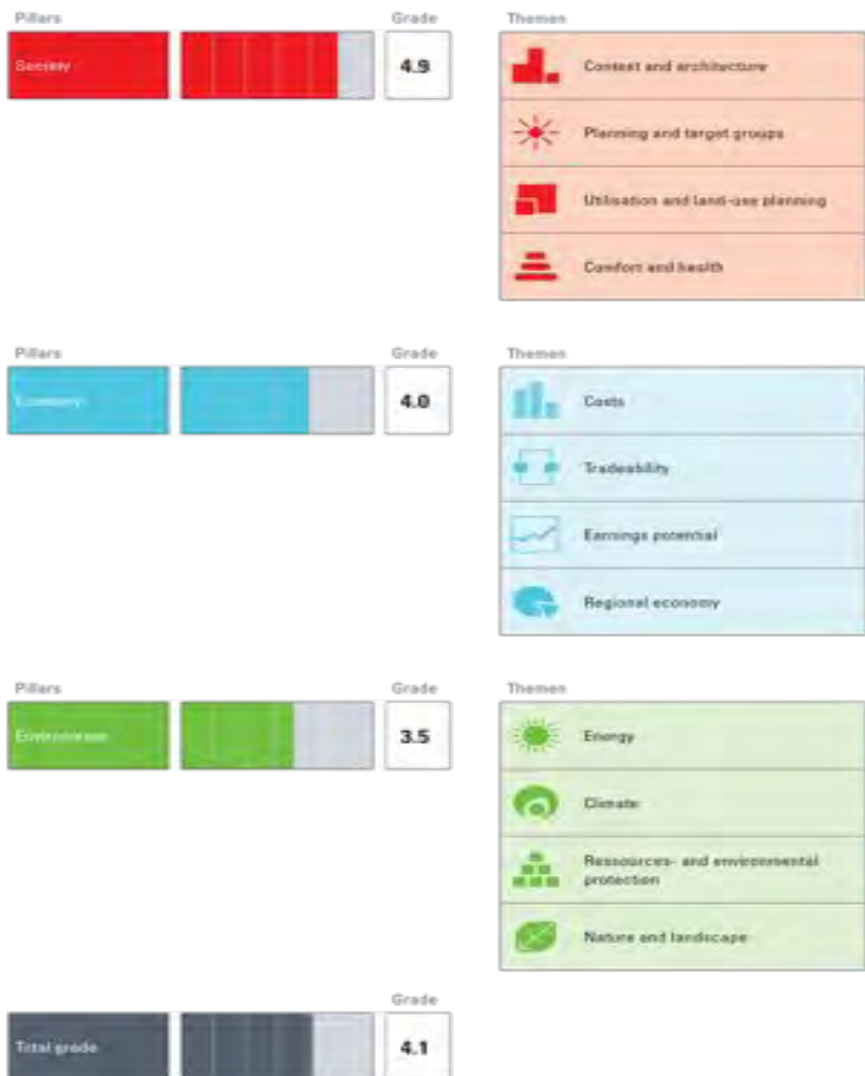 Pillars Grade Themen
Society 4.9 Context and architecture
Planning and target groups
Utilisation and land-use planning
Comfort and health
Pillars Grade Themen
Economy 4.0 Costs
Tradeability
Earnings potential
Regional economy
Pillars Grade Themen
Environment 3.5 Energy
Climate
Ressources- and environmental
protection
Nature and landscape
Grade
Total grade 4.1